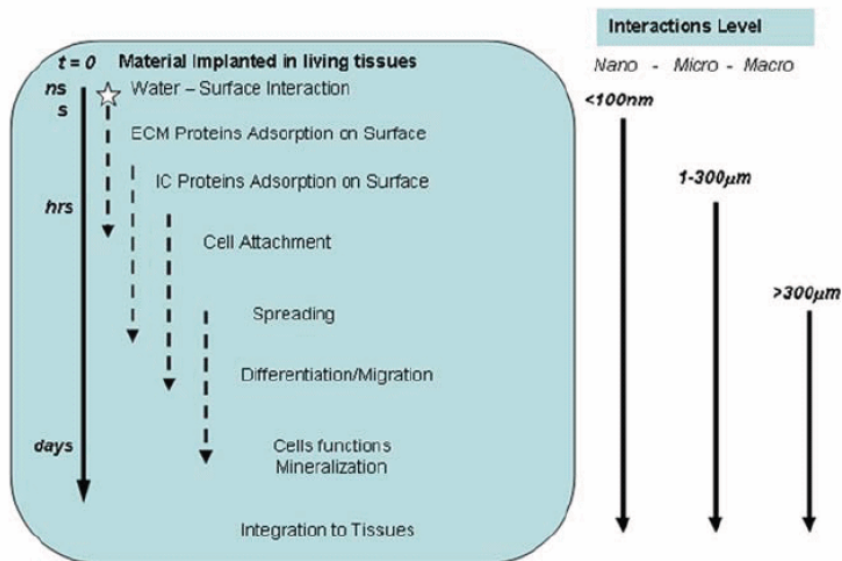 Interactions Level
t = 0 Material Implanted in living tissues
Nano - Micro - Macro
ns Water – Surface Interaction
<100nm
s
ECM Proteins Adsorption on Surface
IC Proteins Adsorption on Surface
1-300µm
hrs
Cell Attachment
>300µm
Spreading
Differentiation/Migration
days
Cells functions
Mineralization
Integration to Tissues